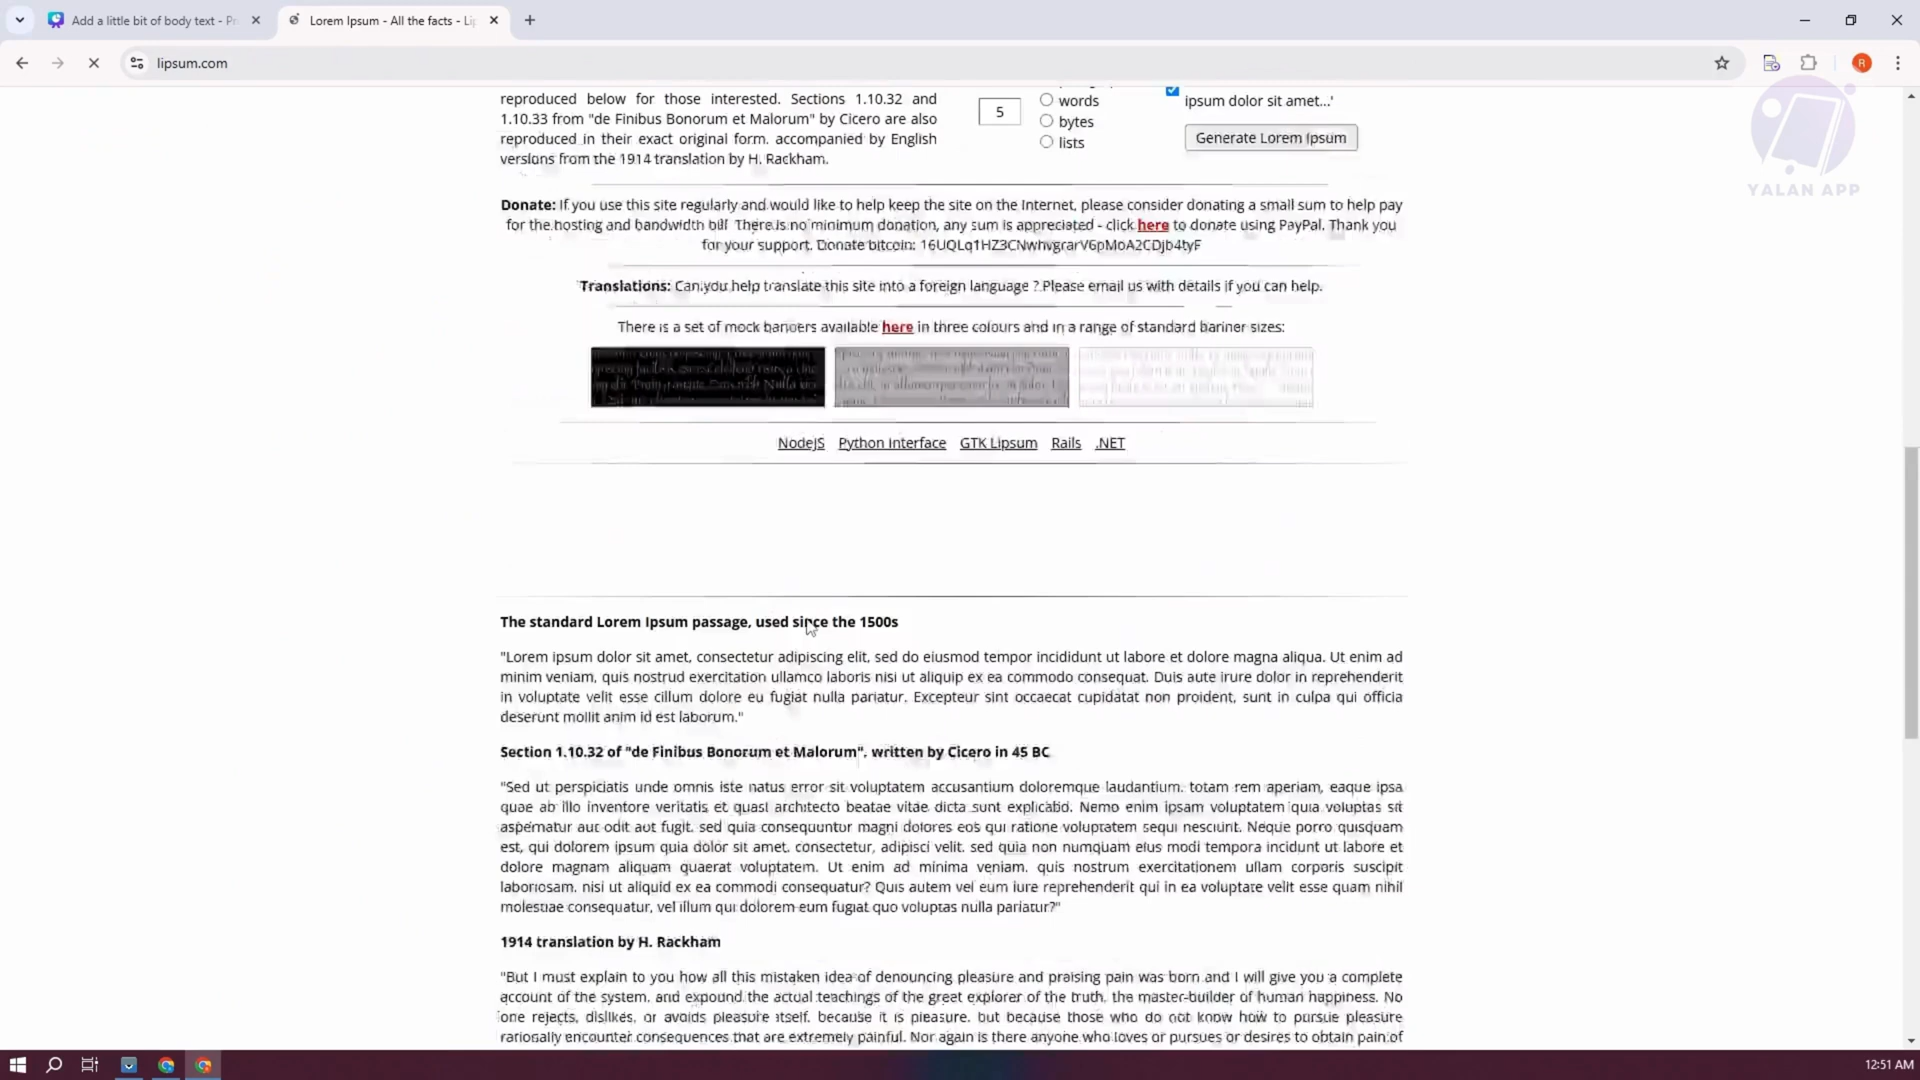 Add a little bit of body text - Pr
Lorem Ipsum - All the facts - Lip
lipsum.com
R
YALAN APP
reproduced below for those interested. Sections 1.10.32 and
1.10.33 from "de Finibus Bonorum et Malorum" by Cicero are also
reproduced in their exact original form, accompanied by English
versions from the 1914 translation by H. Rackham.
5
words
bytes
lists
ipsum dolor sit amet...'
Generate Lorem Ipsum
Donate: If you use this site regularly and would like to help keep the site on the Internet, please consider donating a small sum to help pay
for the hosting and bandwidth bill. There is no minimum donation, any sum is appreciated - click here to donate using PayPal. Thank you
for your support. Donate bitcoin:
Translations: Can you help translate this site into a foreign language ? Please email us with details if you can help.
There is a set of mock banners available here in three colours and in a range of standard banner sizes:
NodeJS Python Interface GTK Lipsum Rails .NET
The standard Lorem Ipsum passage, used since the 1500s
"Lorem ipsum dolor sit amet, consectetur adipiscing elit, sed do eiusmod tempor incididunt ut labore et dolore magna aliqua. Ut enim ad
minim veniam, quis nostrud exercitation ullamco laboris nisi ut aliquip ex ea commodo consequat. Duis aute irure dolor in reprehenderit
in voluptate velit esse cillum dolore eu fugiat nulla pariatur. Excepteur sint occaecat cupidatat non proident, sunt in culpa qui officia
deserunt mollit anim id est laborum."
Section 1.10.32 of "de Finibus Bonorum et Malorum", written by Cicero in 45 BC
"Sed ut perspiciatis unde omnis iste natus error sit voluptatem accusantium doloremque laudantium, totam rem aperiam, eaque ipsa
quae ab illo inventore veritatis et quasi architecto beatae vitae dicta sunt explicabo. Nemo enim ipsam voluptatem quia voluptas sit
aspernatur aut odit aut fugit, sed quia consequuntur magni dolores eos qui ratione voluptatem sequi nesciunt. Neque porro quisquam
est, qui dolorem ipsum quia dolor sit amet, consectetur, adipisci velit, sed quia non numquam eius modi tempora incidunt ut labore et
dolore magnam aliquam quaerat voluptatem. Ut enim ad minima veniam, quis nostrum exercitationem ullam corporis suscipit
laboriosam, nisi ut aliquid ex ea commodi consequatur? Quis autem vel eum iure reprehenderit qui in ea voluptate velit esse quam nihil
molestiae consequatur, vel illum qui dolorem eum fugiat quo voluptas nulla pariatur?"
1914 translation by H. Rackham
"But I must explain to you how all this mistaken idea of denouncing pleasure and praising pain was born and I will give you a complete
account of the system, and expound the actual teachings of the great explorer of the truth, the master-builder of human happiness. No
one rejects, dislikes, or avoids pleasure itself, because it is pleasure, but because those who do not know how to pursue pleasure
rationally encounter consequences that are extremely painful. Nor again is there anyone who loves or pursues or desires to obtain pain of
12:51 AM